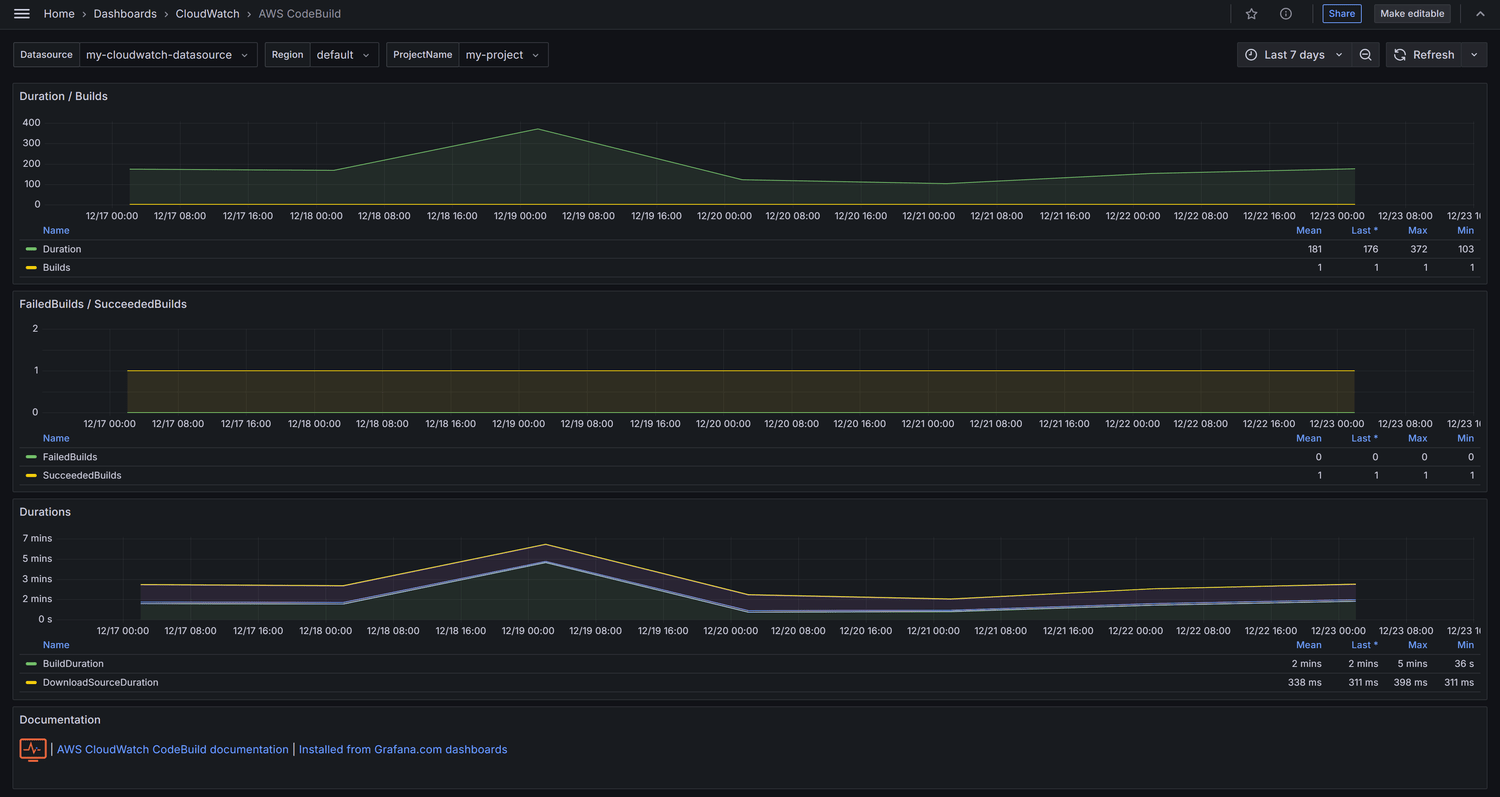 Home › Dashboards › CloudWatch › AWS CodeBuild Share Make editable
Datasource my-cloudwatch-datasource Region default ProjectName my-project Last 7 days Refresh
Duration / Builds
400
300
200
100
0
12/17 00:00 12/17 08:00 12/17 16:00 12/18 00:00 12/18 08:00 12/18 16:00 12/19 00:00 12/19 08:00 12/19 16:00 12/20 00:00 12/20 08:00 12/20 16:00 12/21 00:00 12/21 08:00 12/21 16:00 12/22 00:00 12/22 08:00 12/22 16:00 12/23 00:00 12/23 08:00 12/23
Name Mean Last * Max Min
Duration 181 176 372 103
Builds 1 1 1 1
FailedBuilds / SucceededBuilds
2
1
0
12/17 00:00 12/17 08:00 12/17 16:00 12/18 00:00 12/18 08:00 12/18 16:00 12/19 00:00 12/19 08:00 12/19 16:00 12/20 00:00 12/20 08:00 12/20 16:00 12/21 00:00 12/21 08:00 12/21 16:00 12/22 00:00 12/22 08:00 12/22 16:00 12/23 00:00 12/23 08:00 12/23
Name Mean Last * Max Min
FailedBuilds 0 0 0 0
SucceededBuilds 1 1 1 1
Durations
7 mins
5 mins
3 mins
2 mins
0 s
12/17 00:00 12/17 08:00 12/17 16:00 12/18 00:00 12/18 08:00 12/18 16:00 12/19 00:00 12/19 08:00 12/19 16:00 12/20 00:00 12/20 08:00 12/20 16:00 12/21 00:00 12/21 08:00 12/21 16:00 12/22 00:00 12/22 08:00 12/22 16:00 12/23 00:00 12/23 08:00 12/23
Name Mean Last * Max Min
BuildDuration 2 mins 2 mins 5 mins 36 s
DownloadSourceDuration 338 ms 311 ms 398 ms 311 ms
Documentation
| AWS CloudWatch CodeBuild documentation | Installed from Grafana.com dashboards